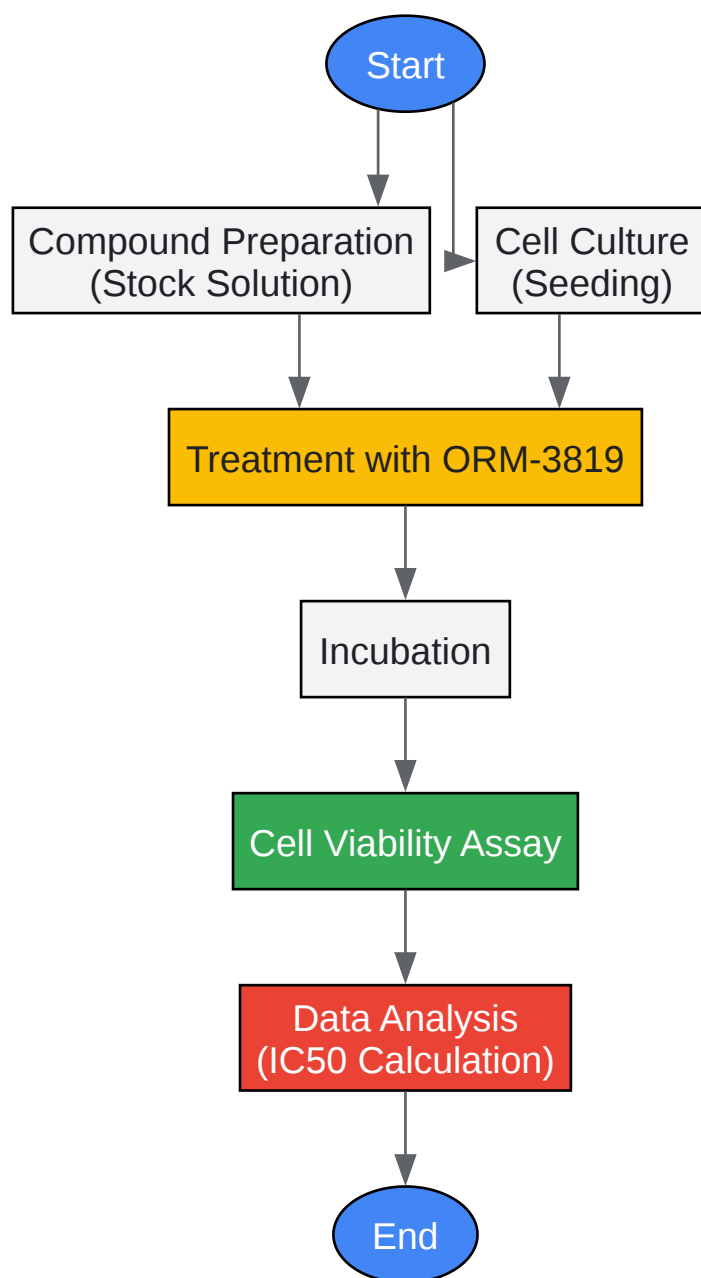 Start
Compound Preparation
(Stock Solution)
Cell Culture
(Seeding)
Treatment with ORM-3819
Incubation
Cell Viability Assay
Data Analysis
(IC50 Calculation)
End